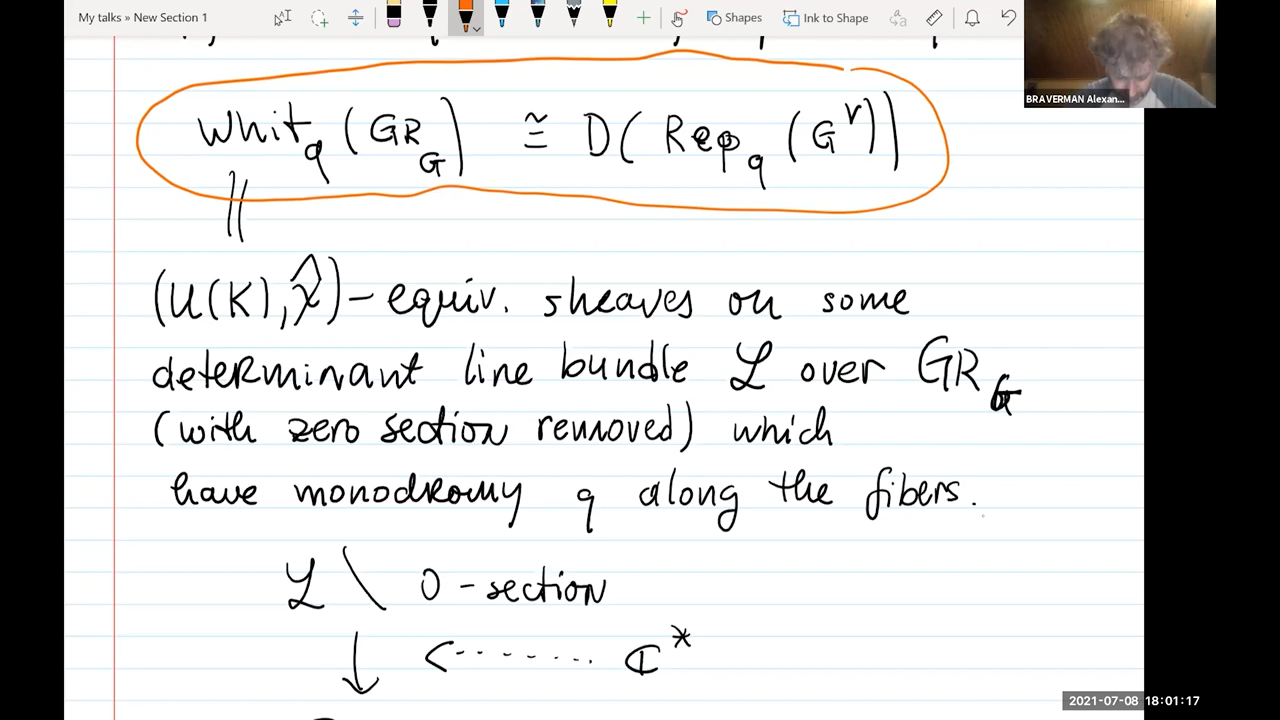 My talks » New Section 1
Shapes
Ink to Shape
BRAVERMAN Alexan...
Whit_q (GR_G) ≅ D(Rep_q (G^∨))
||
(U(K), χ̂) - equiv. sheaves on some
determinant line bundle ℒ over GR_G
(with zero section removed) which
have monodromy q along the fibers.
ℒ \ 0 - section
↓ <······· ℂ*
2021-07-08 18:01:17